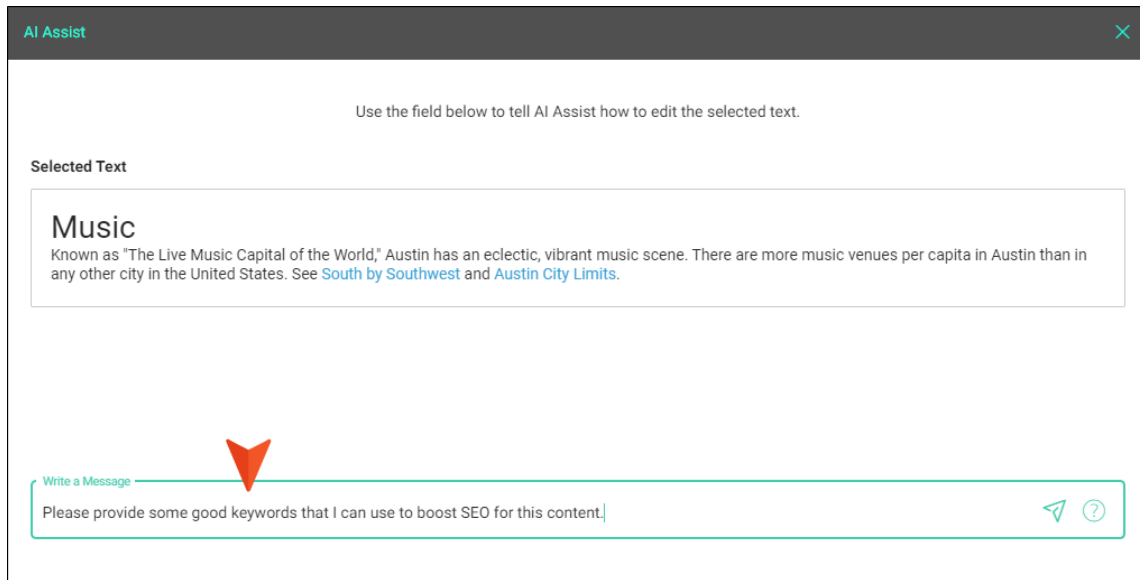 AI Assist
Use the field below to tell AI Assist how to edit the selected text.
Selected Text
Music
Known as "The Live Music Capital of the World," Austin has an eclectic, vibrant music scene. There are more music venues per capita in Austin than in
any other city in the United States. See South by Southwest and Austin City Limits.
Write a Message
Please provide some good keywords that I can use to boost SEO for this content.
?